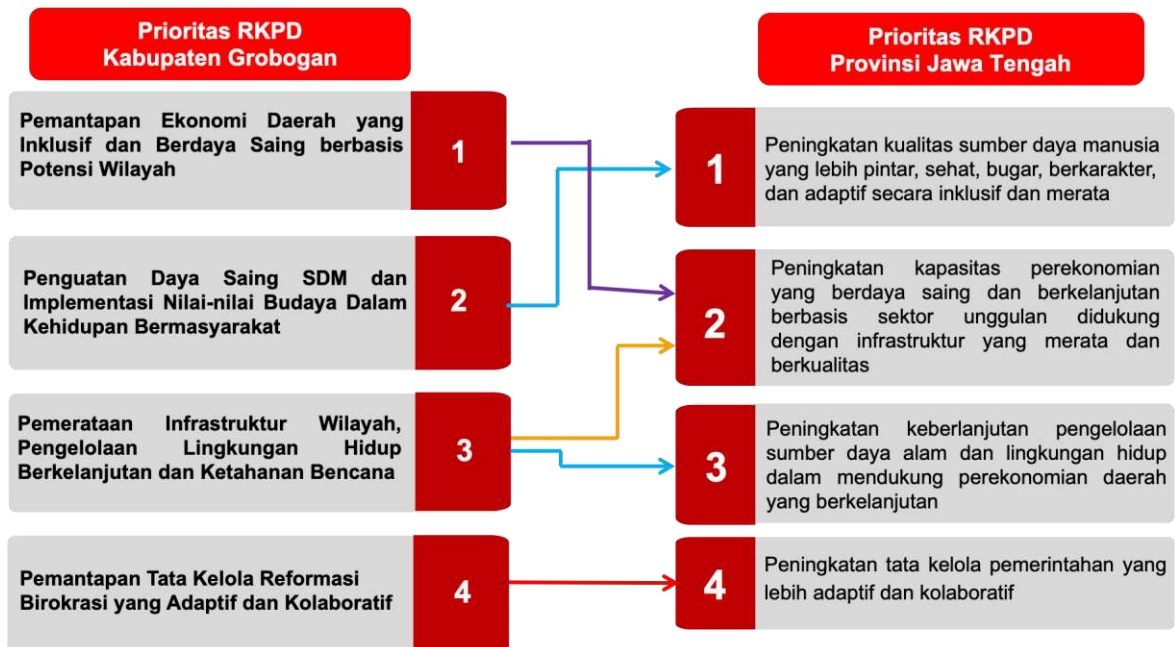 Prioritas RKPD
Kabupaten Grobogan
Pemantapan Ekonomi Daerah yang
Inklusif dan Berdaya Saing berbasis
Potensi Wilayah
1
Penguatan Daya Saing SDM dan
Implementasi Nilai-nilai Budaya Dalam
Kehidupan Bermasyarakat
2
Pemerataan Infrastruktur Wilayah,
Pengelolaan Lingkungan Hidup
Berkelanjutan dan Ketahanan Bencana
3
Pemantapan Tata Kelola Reformasi
Birokrasi yang Adaptif dan Kolaboratif
4
Prioritas RKPD
Provinsi Jawa Tengah
1
Peningkatan kualitas sumber daya manusia
yang lebih pintar, sehat, bugar, berkarakter,
dan adaptif secara inklusif dan merata
2
Peningkatan kapasitas perekonomian
yang berdaya saing dan berkelanjutan
berbasis sektor unggulan didukung
dengan infrastruktur yang merata dan
berkualitas
3
Peningkatan keberlanjutan pengelolaan
sumber daya alam dan lingkungan hidup
dalam mendukung perekonomian daerah
yang berkelanjutan
4
Peningkatan tata kelola pemerintahan yang
lebih adaptif dan kolaboratif